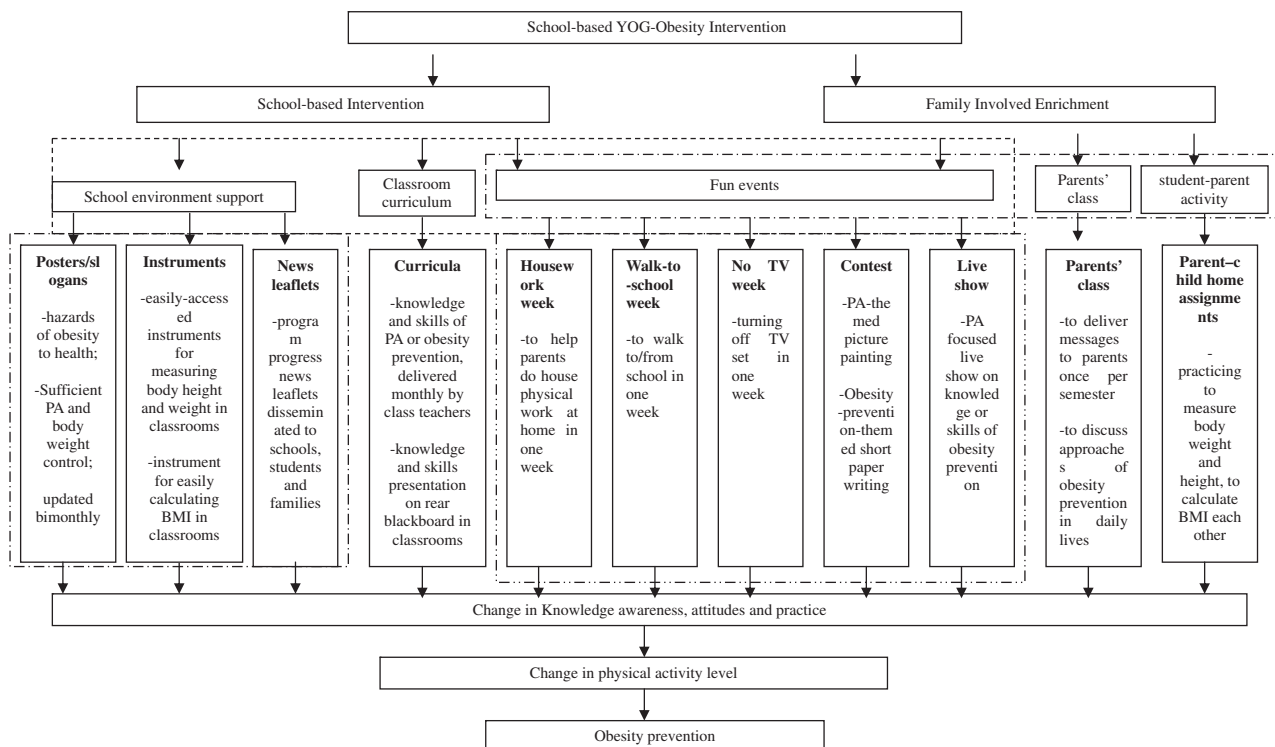 School-based YOG-Obesity Intervention
School-based Intervention
Family Involved Enrichment
School environment support
Classroom
curriculum
Fun events
Parents’
class
student-parent
activity
Posters/sl
ogans
-hazards of
obesity to
health;
-Sufficient
PA and
body
weight
control;
updated
bimonthly
Instruments
-easily-access
ed
instruments
for
measuring
body height
and weight in
classrooms
-instrument
for easily
calculating
BMI in
classrooms
News
leaflets
-progra
m
progress
news
leaflets
dissemin
ated to
schools,
students
and
families
Curricula
-knowledge
and skills of
PA or obesity
prevention,
delivered
monthly by
class teachers
-knowledge
and skills
presentation
on rear
blackboard in
classrooms
Housew
ork
week
-to help
parents
do house
physical
work at
home in
one
week
Walk-to
-school
week
-to walk
to/from
school in
one
week
No TV
week
-turning
off TV
set in
one
week
Contest
-PA-the
med
picture
painting
-Obesity
-preventi
on-them
ed short
paper
writing
Live
show
-PA
focused
live
show on
knowled
ge or
skills of
obesity
preventi
on
Parents’
class
-to deliver
messages
to parents
once per
semester
-to discuss
approache
s of
obesity
prevention
in daily
lives
Parent–c
hild home
assignme
nts
-
practicing
to
measure
body
weight
and
height, to
calculate
BMI each
other
Change in Knowledge awareness, attitudes and practice
Change in physical activity level
Obesity prevention